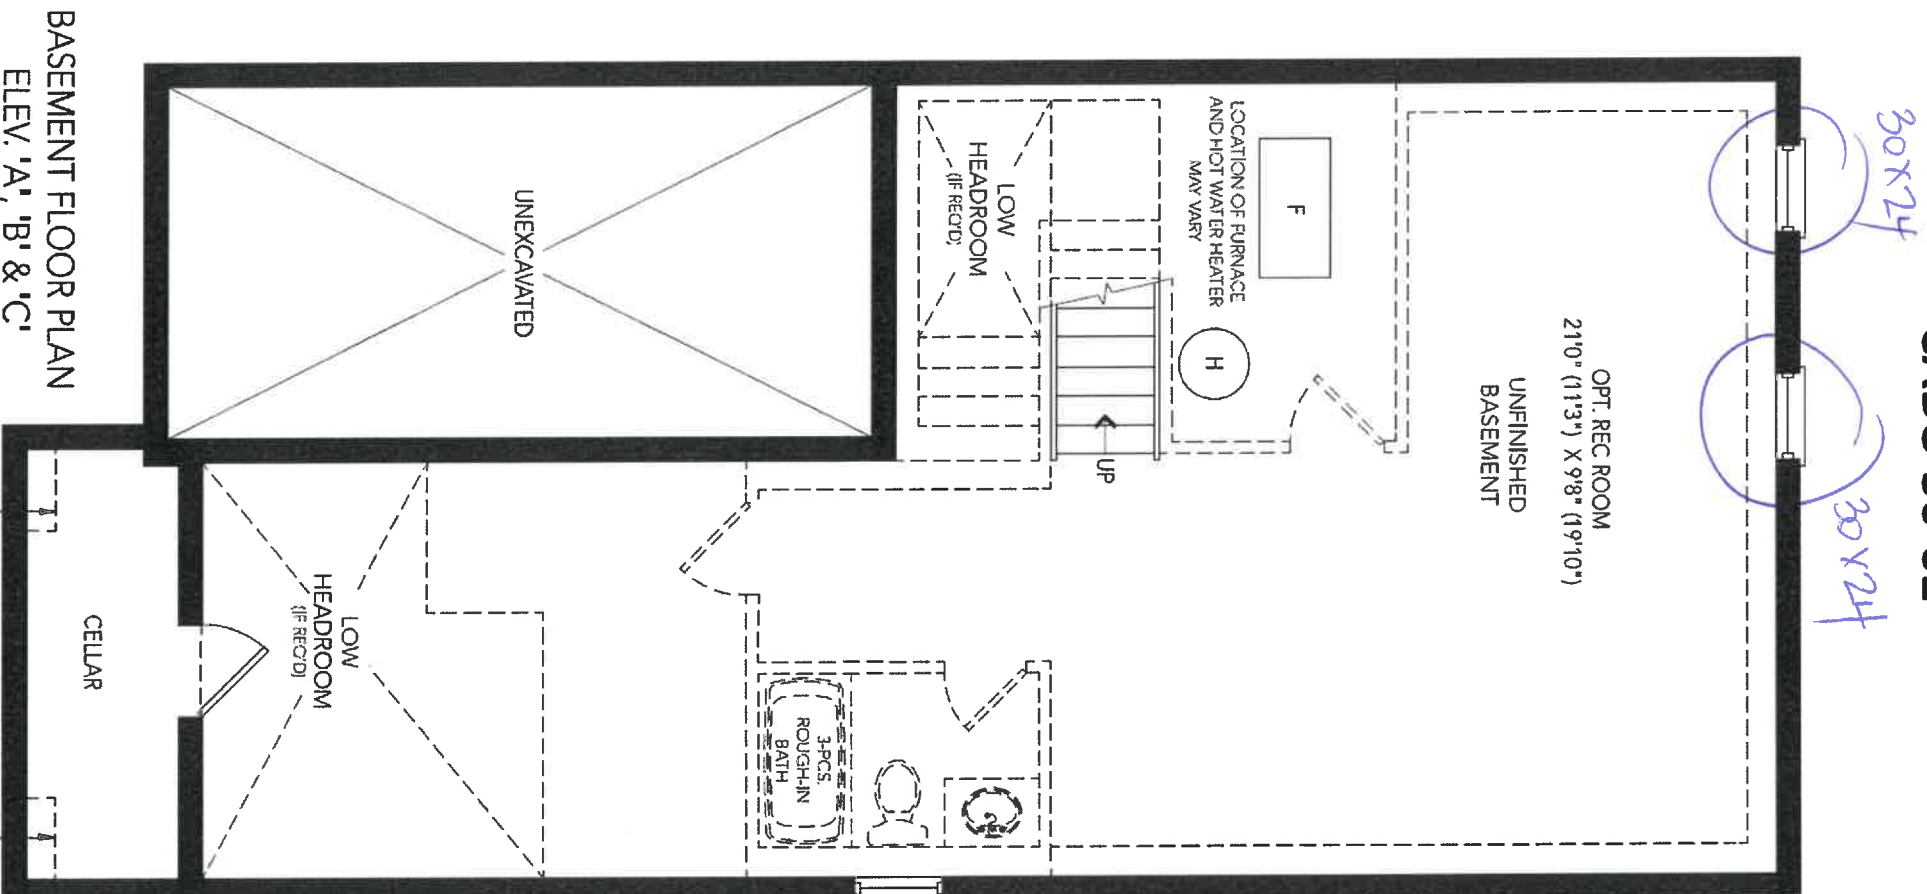 30X24
30X24
OPT. REC ROOM
21'0" (11'3") X 9'8" (19'10")
UNFINISHED
BASEMENT
LOCATION OF FURNACE
AND HOT WATER HEATER
MAY VARY
F
H
UP
LOW
HEADROOM
(IF REQ'D)
UNEXCAVATED
3-PCS.
ROUGH-IN
BATH
LOW
HEADROOM
(IF REQ'D)
CELLAR
BASEMENT FLOOR PLAN
ELEV. 'A', 'B' & 'C'